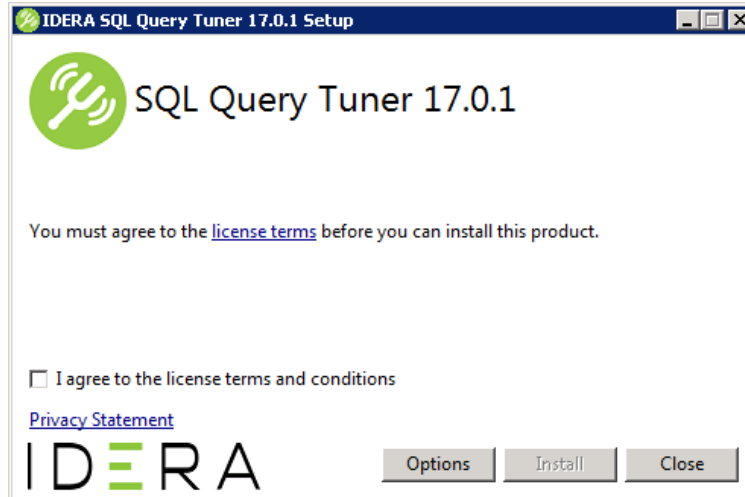 IDERA SQL Query Tuner 17.0.1 Setup
SQL Query Tuner 17.0.1
You must agree to the license terms before you can install this product.
I agree to the license terms and conditions
Privacy Statement
IDERA
Options Install Close